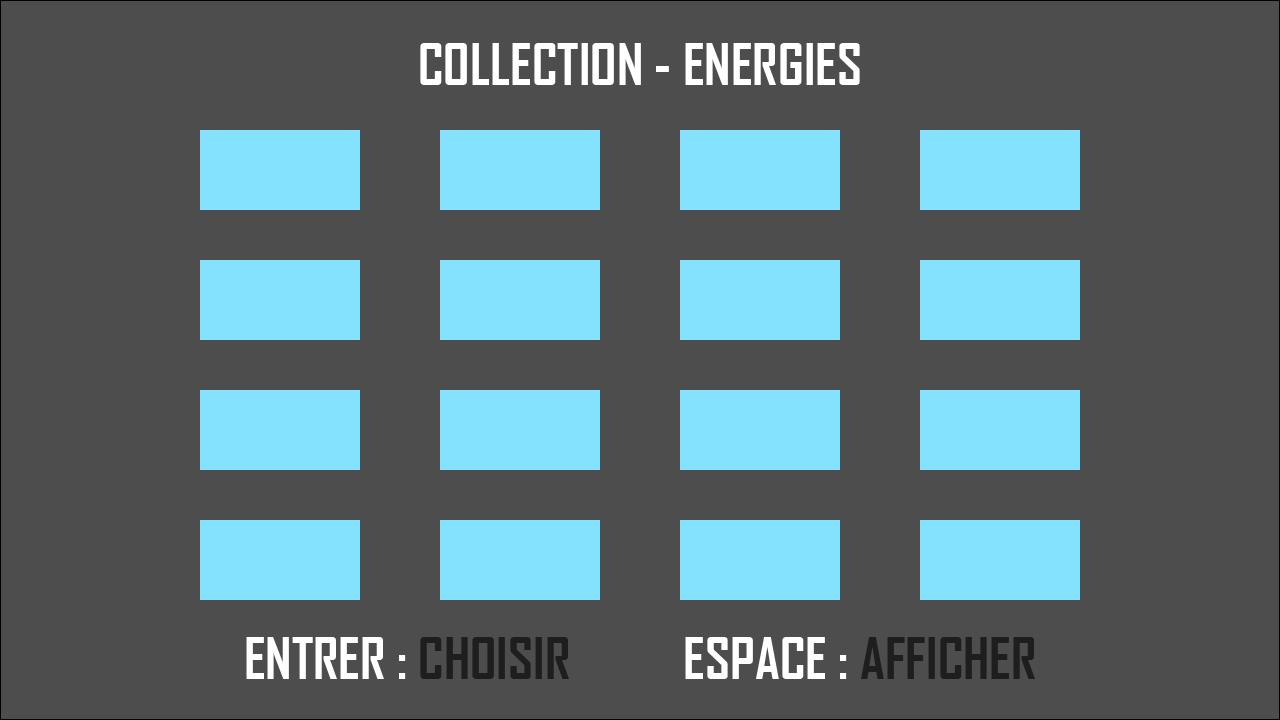 COLLECTION - ENERGIES
ENTRER : CHOISIR ESPACE : AFFICHER